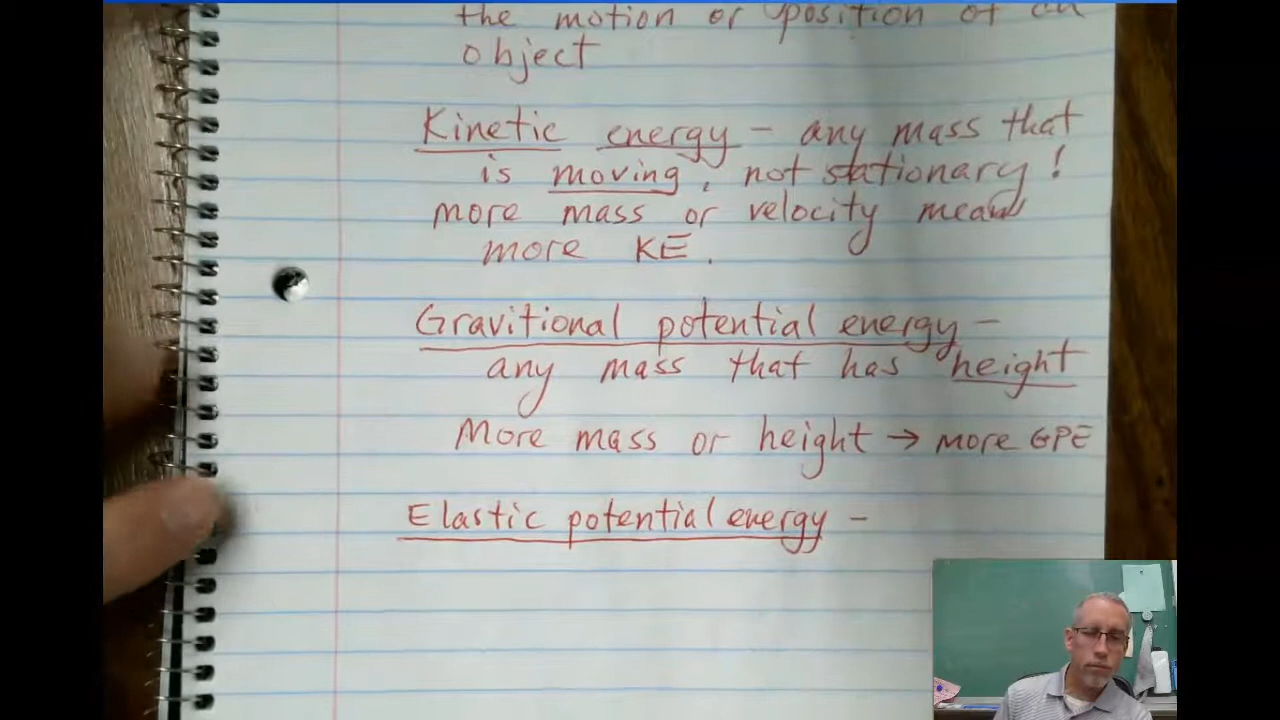 the motion or position of an
object
Kinetic energy - any mass that
is moving, not stationary!
more mass or velocity means
more KE.
Gravitional potential energy -
any mass that has height
More mass or height → more GPE
Elastic potential energy -